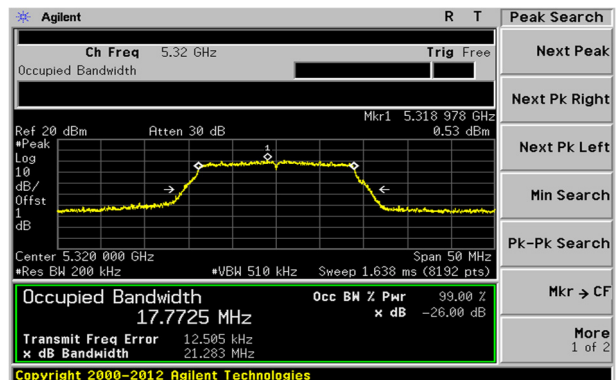 Agilent R T Peak Search
Ch Freq 5.32 GHz Trig Free
Occupied Bandwidth
Next Peak
Next Pk Right
Next Pk Left
Min Search
Pk-Pk Search
Mkr → CF
More
1 of 2
Mkr1 5.318 978 GHz
Ref 20 dBm Atten 30 dB 0.53 dBm
#Peak
Log
10
dB/
Offst
1
dB
1
Center 5.320 000 GHz Span 50 MHz
#Res BW 200 kHz #VBW 510 kHz Sweep 1.638 ms (8192 pts)
Occupied Bandwidth Occ BW % Pwr 99.00 %
17.7725 MHz x dB -26.00 dB
Transmit Freq Error 12.505 kHz
x dB Bandwidth 21.283 MHz
Copyright 2000-2012 Agilent Technologies